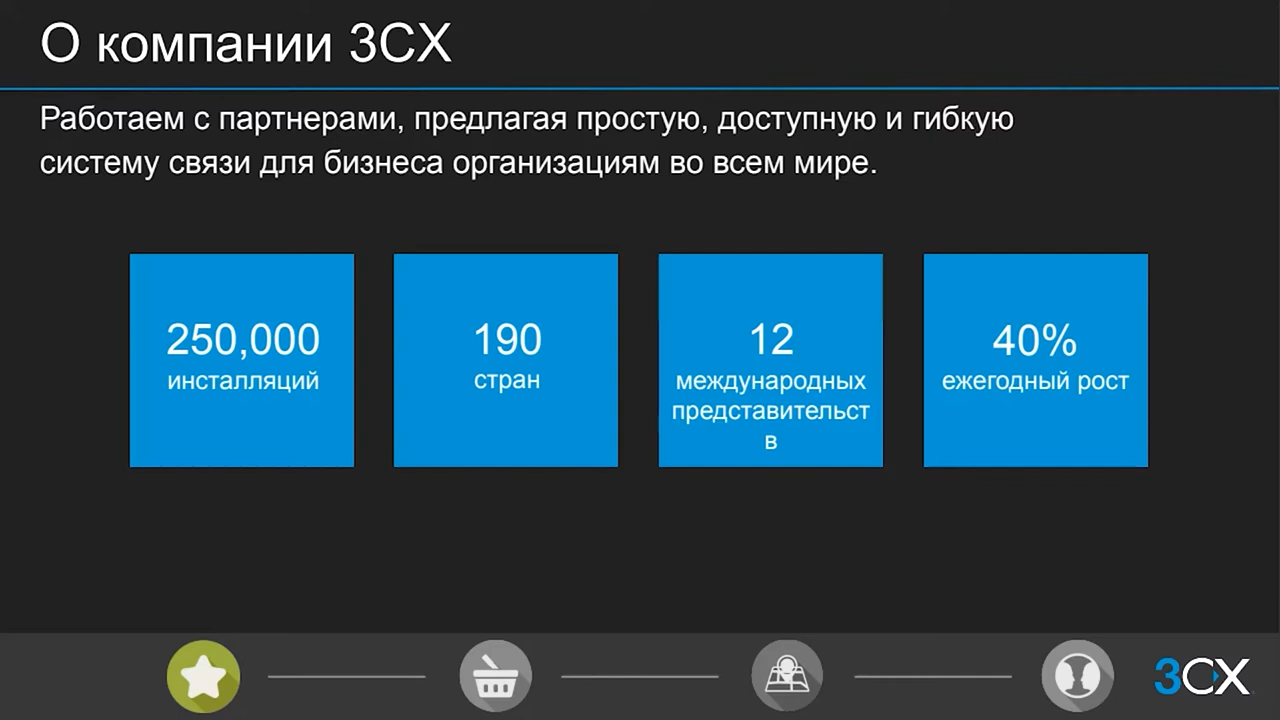 О компании 3CX
Работаем с партнерами, предлагая простую, доступную и гибкую
систему связи для бизнеса организациям во всем мире.
250,000
инсталляций
190
стран
12
международных
представительст
в
40%
ежегодный рост
3CX